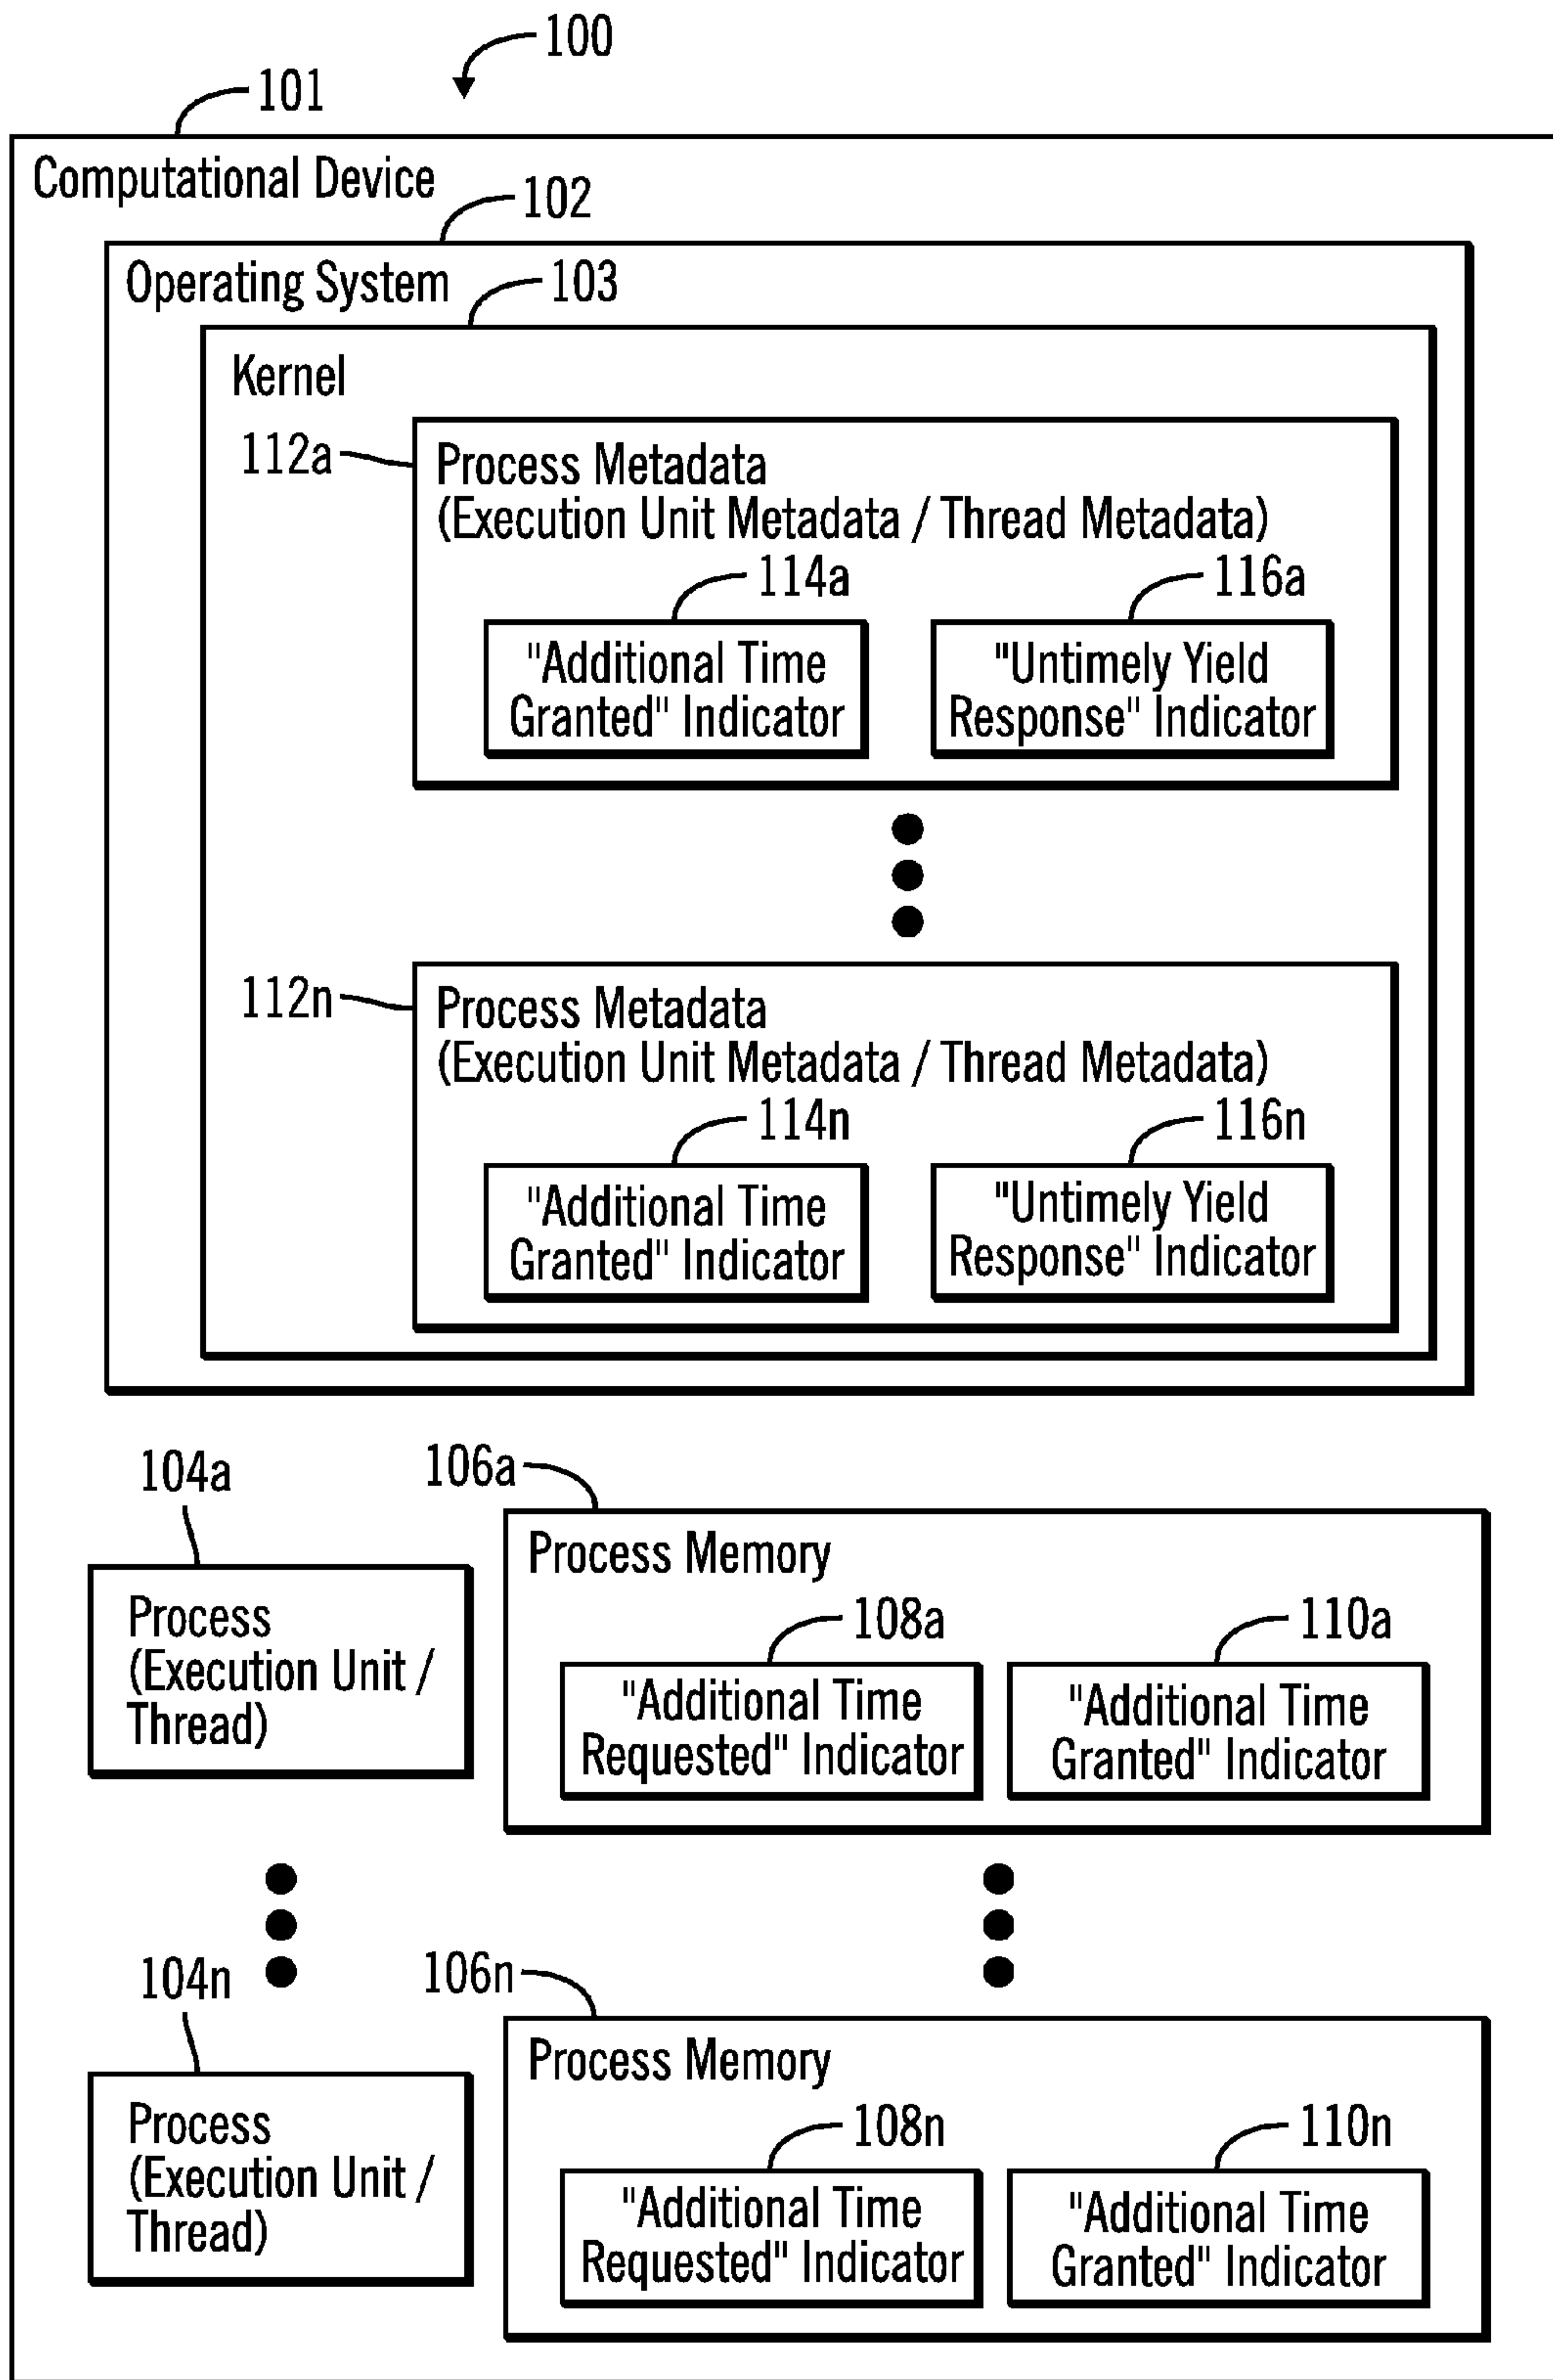 100
101
Computational Device
102
Operating System
103
Kernel
112a
Process Metadata
(Execution Unit Metadata / Thread Metadata)
114a
116a
"Additional Time
Granted" Indicator
"Untimely Yield
Response" Indicator
112n
Process Metadata
(Execution Unit Metadata / Thread Metadata)
114n
116n
"Additional Time
Granted" Indicator
"Untimely Yield
Response" Indicator
104a
106a
Process
(Execution Unit /
Thread)
Process Memory
108a
110a
"Additional Time
Requested" Indicator
"Additional Time
Granted" Indicator
104n
106n
Process
(Execution Unit /
Thread)
Process Memory
108n
110n
"Additional Time
Requested" Indicator
"Additional Time
Granted" Indicator